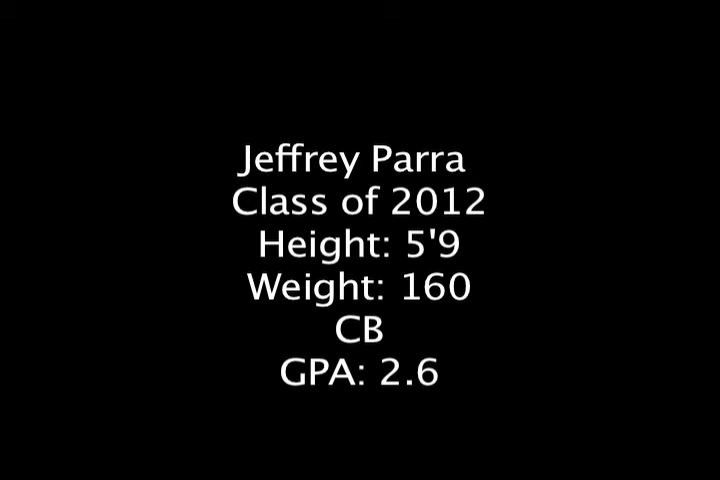 Jeffrey Parra
Class of 2012
Height: 5'9
Weight: 160
CB
GPA: 2.6